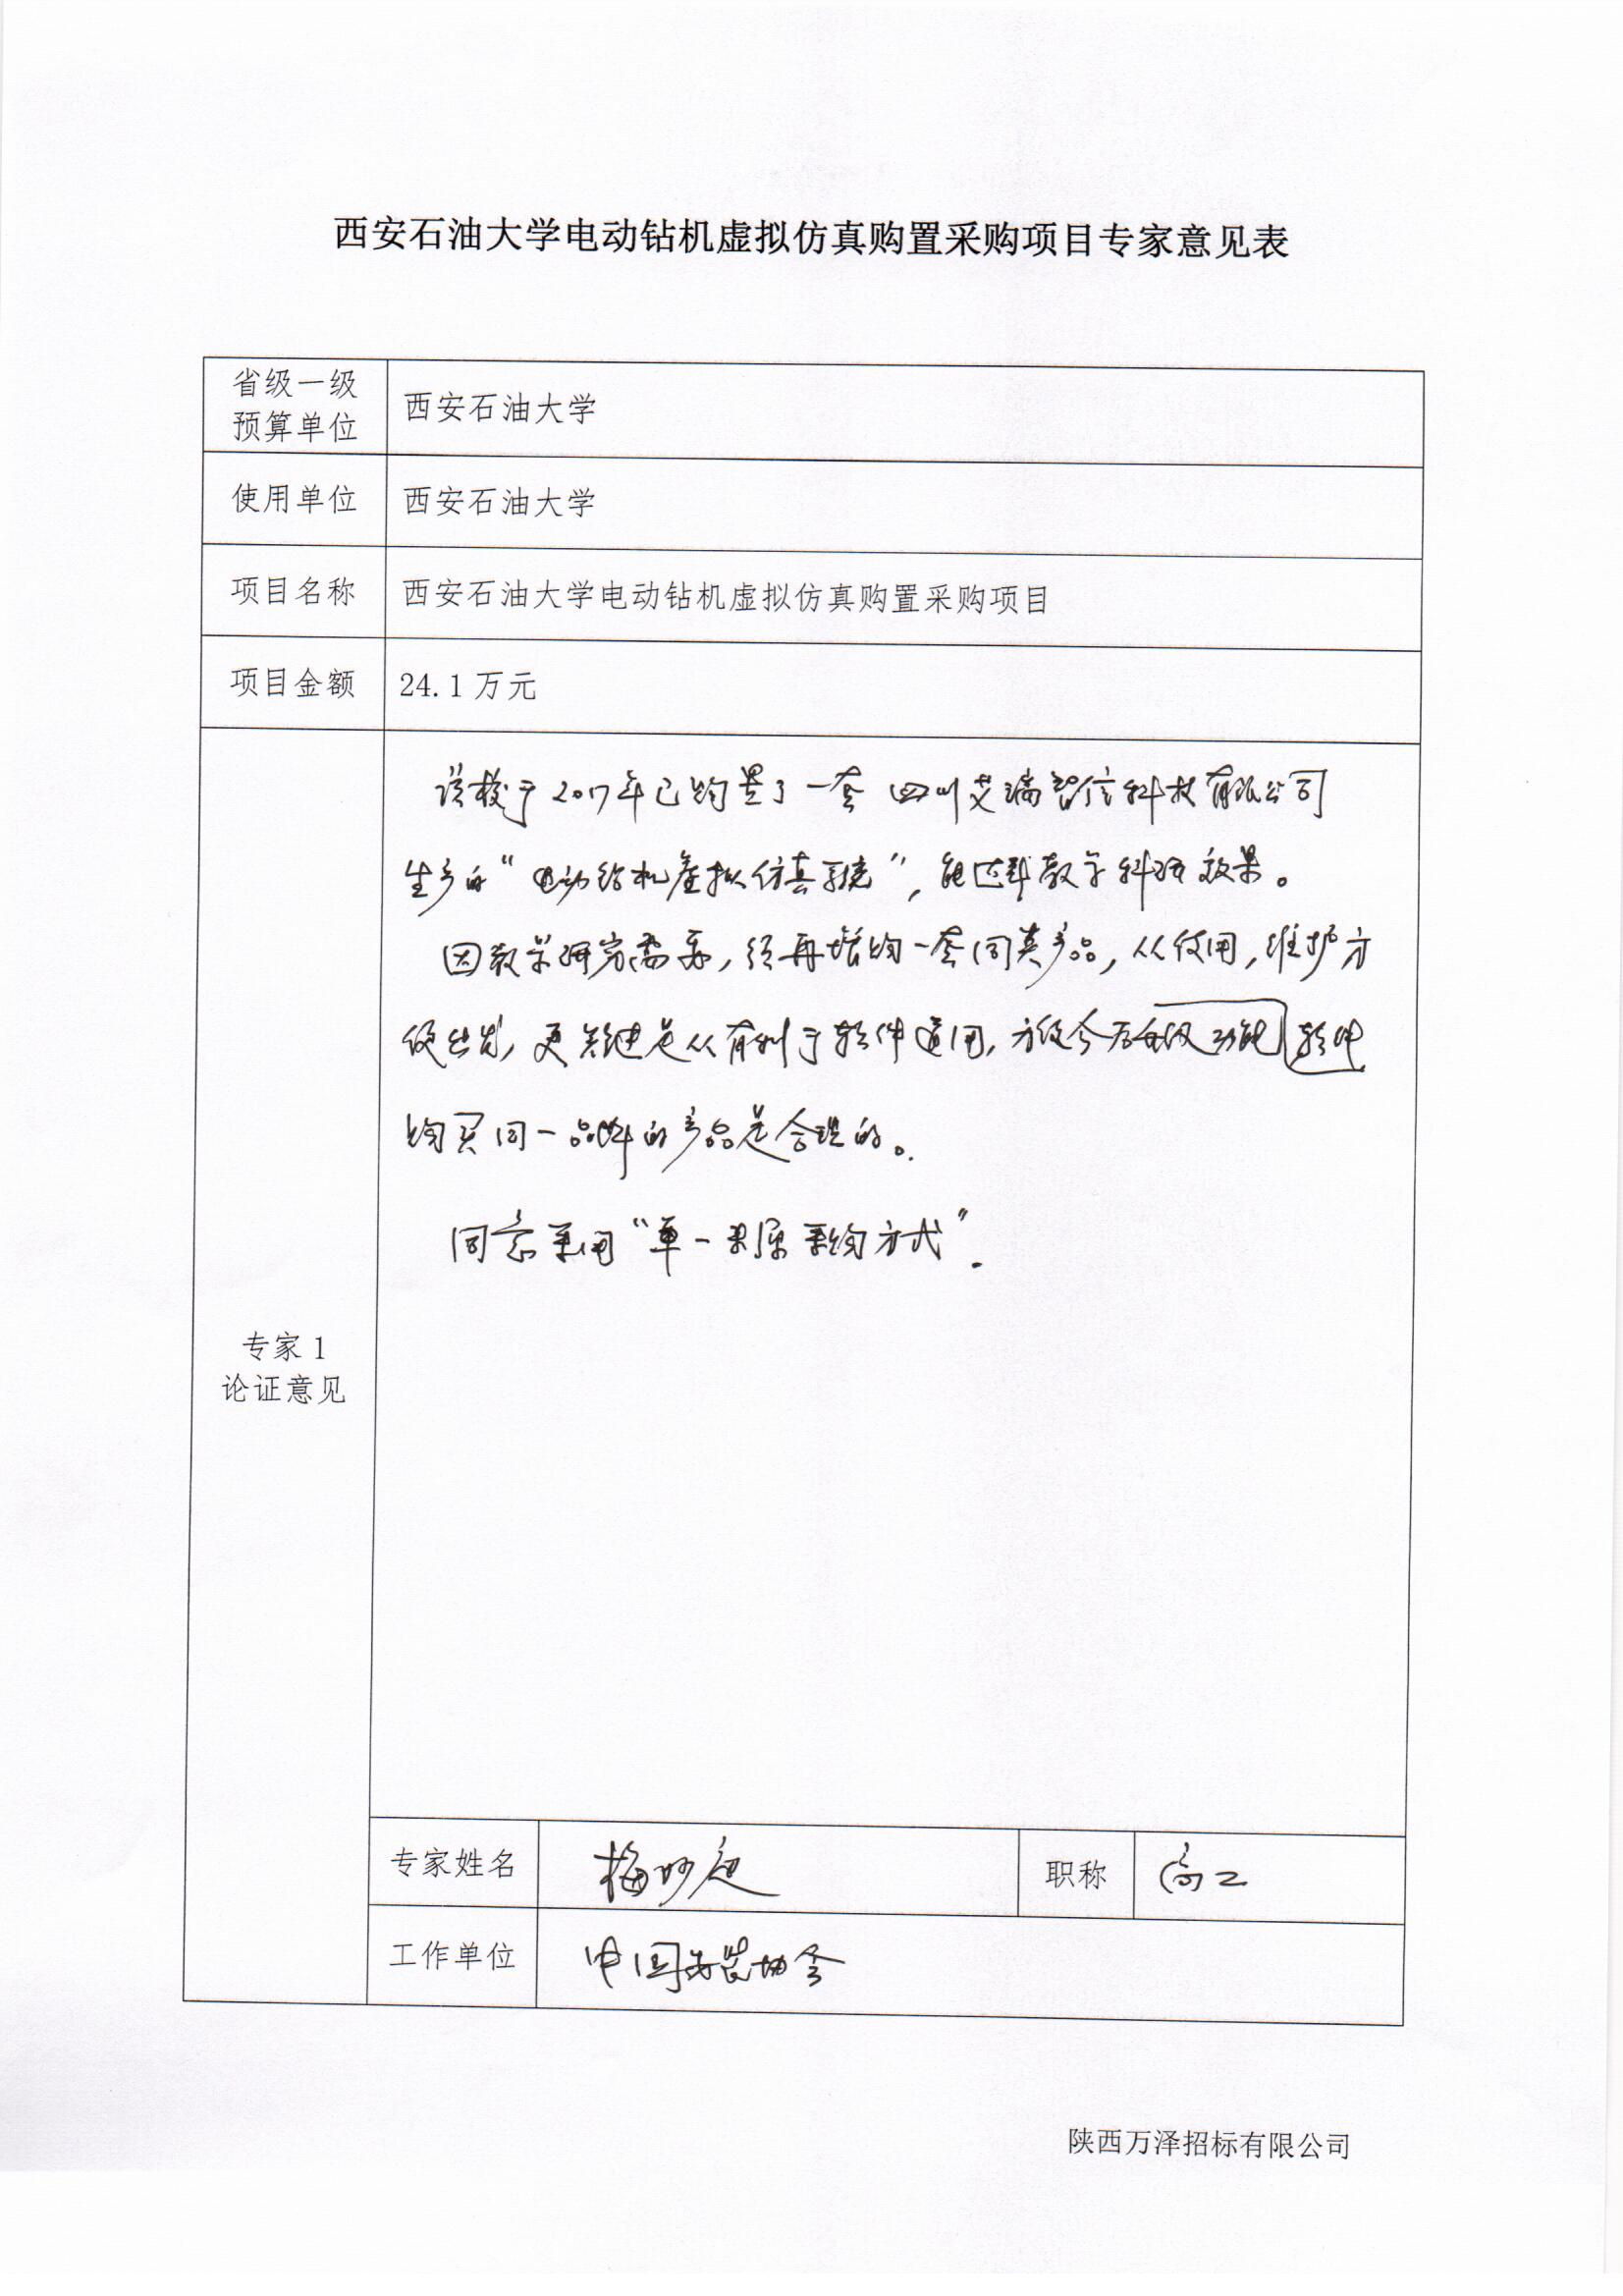 西安石油大学电动钻机虚拟仿真购置采购项目专家意见表
省级一级
预算单位
西安石油大学
使用单位
西安石油大学
项目名称
西安石油大学电动钻机虚拟仿真购置采购项目
项目金额
24.1万元
专家1
论证意见
该校于2017年已购置了一套四川艾瑞智信科技有限公司
生产的“电动钻机虚拟仿真系统”,能达到教学科研效果。
因教学研究需要,须再增购一套同类产品,从使用,维护方
便出发,更关键是从有利于软件通用,方便今后升级功能软件
购买同一品牌的产品是合理的。
同意采用“单一来源采购方式”.
专家姓名
梅
职称
高工
工作单位
中国 协会
陕西万泽招标有限公司